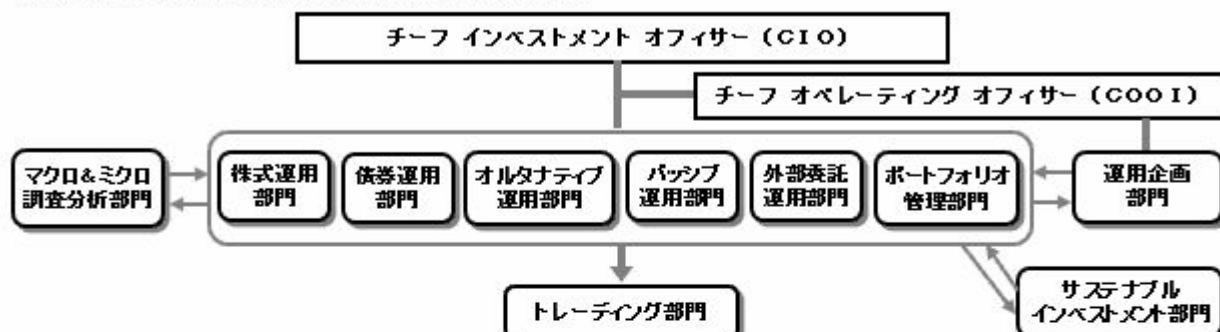 チーフ インベストメント オフィサー (CIO)
チーフ オペレーティング オフィサー (COOI)
マクロ&ミクロ
調査分析部門
株式運用
部門
債券運用
部門
オルタナティブ
運用部門
パッシブ
運用部門
外部委託
運用部門
ポートフォリオ
管理部門
運用企画
部門
トレーディング部門
サステナブル
インベストメント部門